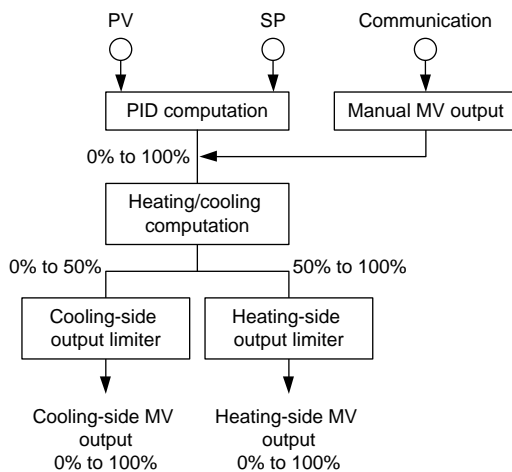 PV
SP
Communication
PID computation
Manual MV output
0% to 100%
Heating/cooling
computation
0% to 50%
50% to 100%
Cooling-side
output limiter
Heating-side
output limiter
Cooling-side MV
output
0% to 100%
Heating-side MV
output
0% to 100%